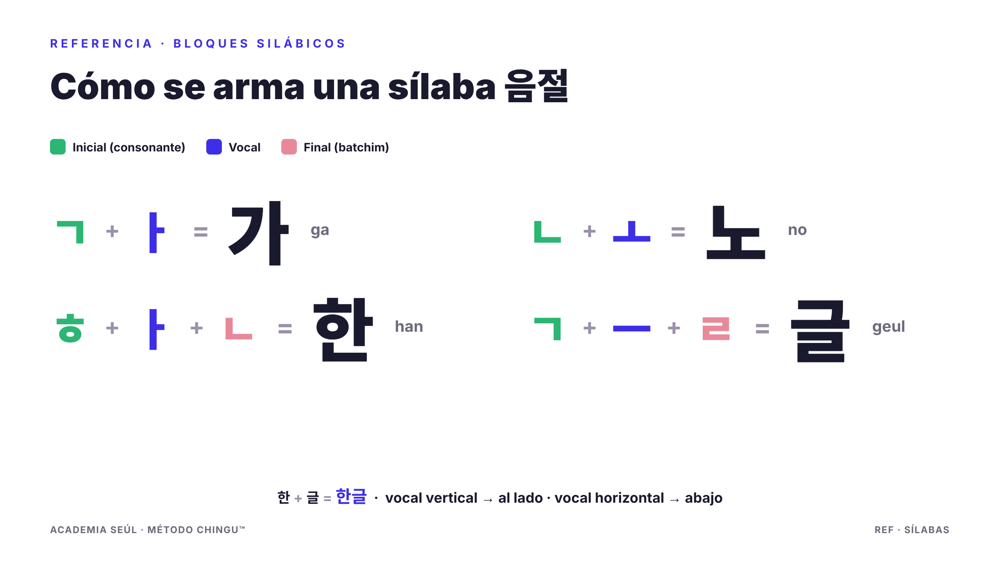 REFERENCIA · BLOQUES SILÁBICOS
Cómo se arma una sílaba 음절
Inicial (consonante) Vocal Final (batchim)
ㄱ + ㅏ = 가 ga
ㄴ + ㅗ = 노 no
ㅎ + ㅏ + ㄴ = 한 han
ㄱ + ㅡ + ㄹ = 글 geul
한 + 글 = 한글 · vocal vertical → al lado · vocal horizontal → abajo
ACADEMIA SEÚL · MÉTODO CHINGU™
REF · SÍLABAS